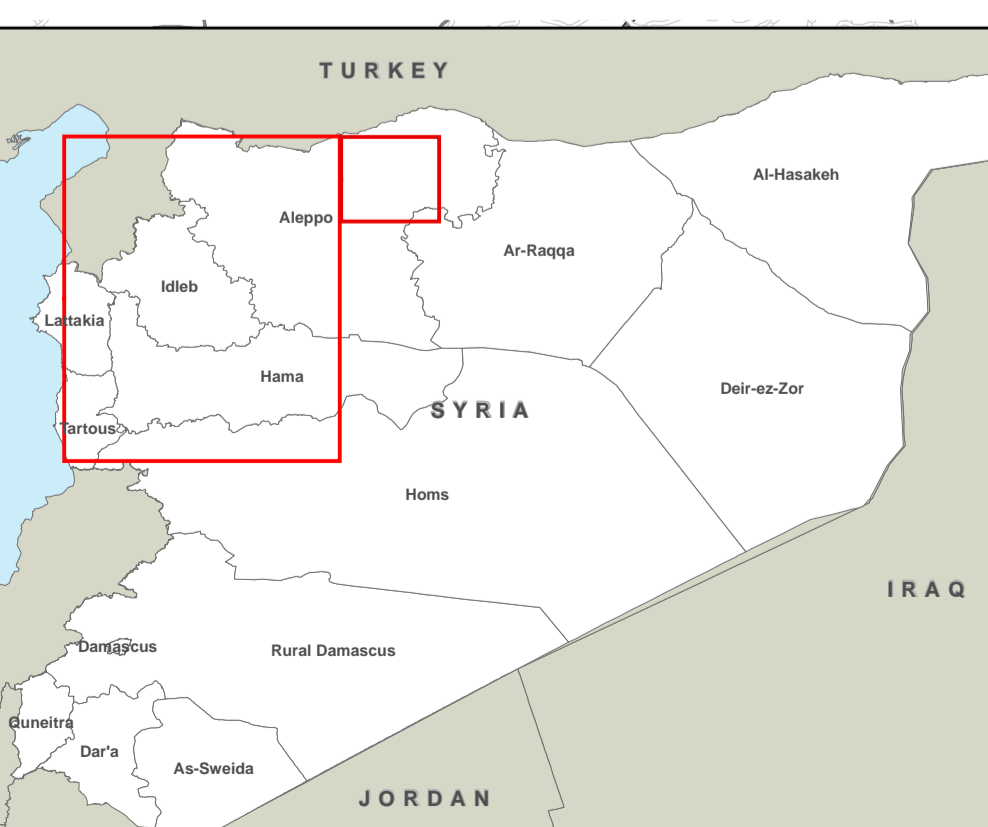 TURKEY
Al-Hasakeh
Aleppo
Ar-Raqqa
Idleb
Lattakia
Hama
Deir-ez-Zor
SYRIA
Tartous
Homs
IRAQ
Damascus
Rural Damascus
Quneitra
Dar'a
As-Sweida
JORDAN